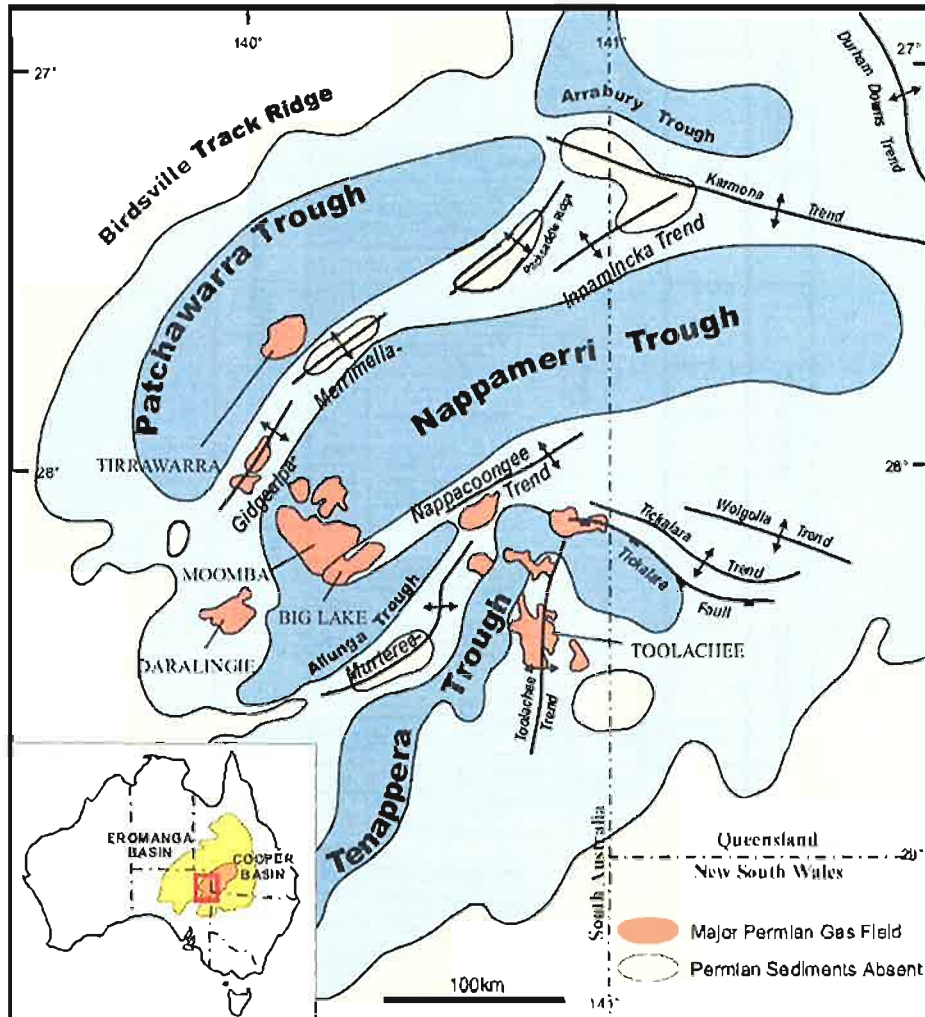 140°
141°
27°
27°
Birdsville Track Ridge
Arrabury Trough
Durham Downs Trend
Karmona Trend
Patchawarra Trough
Packsaddle Ridge
Innamincka Trend
Nappamerri Trough
Merrimelia-
Gidgealpa-
TIRRAWARRA
28°
28°
Nappacoongee Trend
Wolgolla Trend
Tickalara Trend
Tickalara Fault
MOOMBA
BIG LAKE
DARALINGIE
Allunga Trough
Murteree-
Tenappera Trough
Toolachee Trend
TOOLACHEE
EROMANGA
BASIN
COOPER
BASIN
South Australia
Queensland
29°
New South Wales
Major Permian Gas Field
Permian Sediments Absent
100km
141°